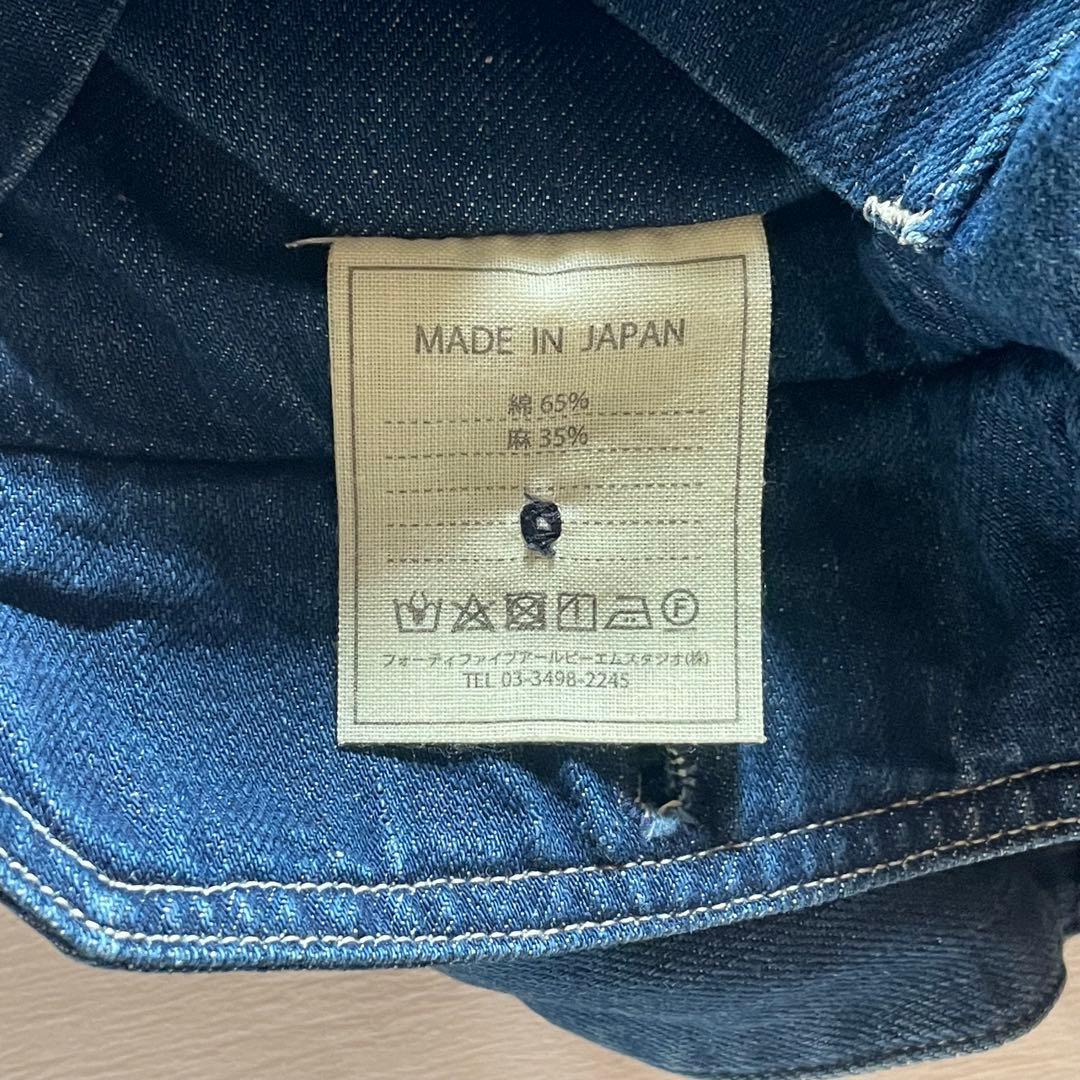 MADE IN JAPAN
綿 65%
麻 35%
フォーティファイブアールピーエムスタジオ(株)
TEL 03-3498-2245